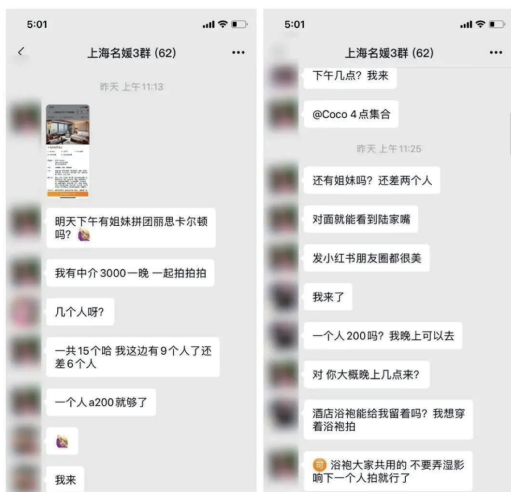 5:01
上海名媛3群 (62)
昨天 上午11:13
明天下午有姐妹拼团丽思卡尔顿
吗?
我有中介3000一晚 一起拍拍拍
几个人呀?
一共15个哈 我这边有9个人了还
差6个人
一个人a200就够了
我来
5:01
上海名媛3群 (62)
下午几点? 我来
@Coco 4点集合
昨天 上午11:25
还有姐妹吗? 还差两个人
对面就能看到陆家嘴
发小红书朋友圈都很美
我来了
一个人200吗? 我晚上可以去
对 你大概晚上几点来?
酒店浴袍能给我留着吗? 我想穿
着浴袍拍
可 浴袍大家共用的 不要弄湿影
响下一个人拍就行了